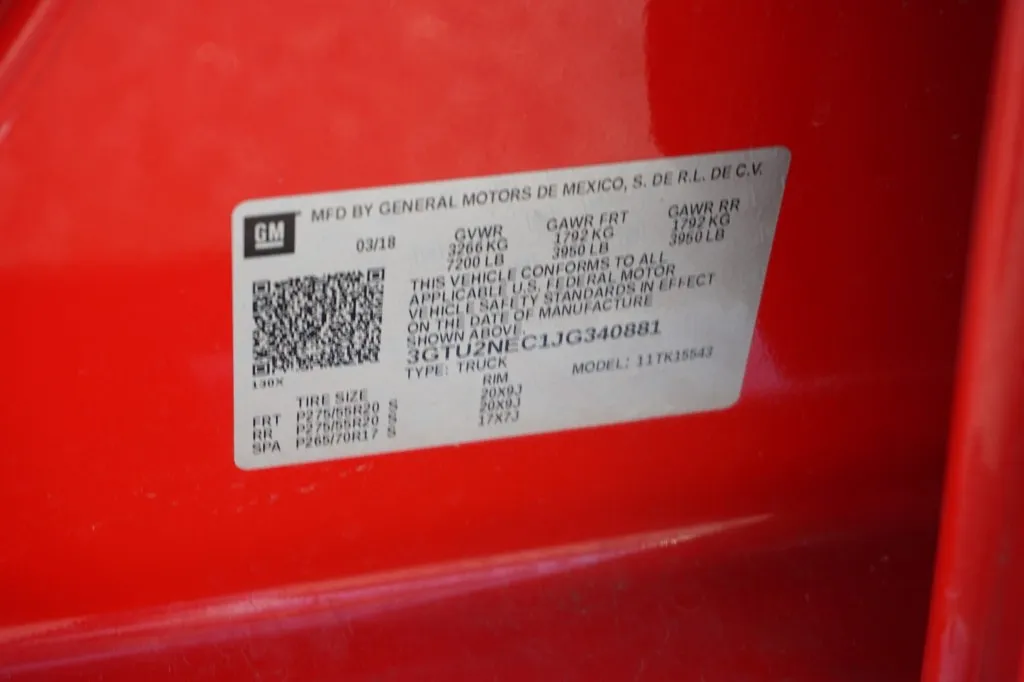 GM
MFD BY GENERAL MOTORS DE MEXICO, S. DE R.L. DE C.V.
03/18 GVWR GAWR FRT GAWR RR
3266 KG 1792 KG 1792 KG
7200 LB 3950 LB 3950 LB
THIS VEHICLE CONFORMS TO ALL
APPLICABLE U.S. FEDERAL MOTOR
VEHICLE SAFETY STANDARDS IN EFFECT
ON THE DATE OF MANUFACTURE
SHOWN ABOVE.
3GTU2NEC1JG340881
TYPE: TRUCK MODEL: 11TK15543
130X
TIRE SIZE RIM
FRT P275/55R20 S 20X9J
RR P275/55R20 S 20X9J
SPA P265/70R17 S 17X7J